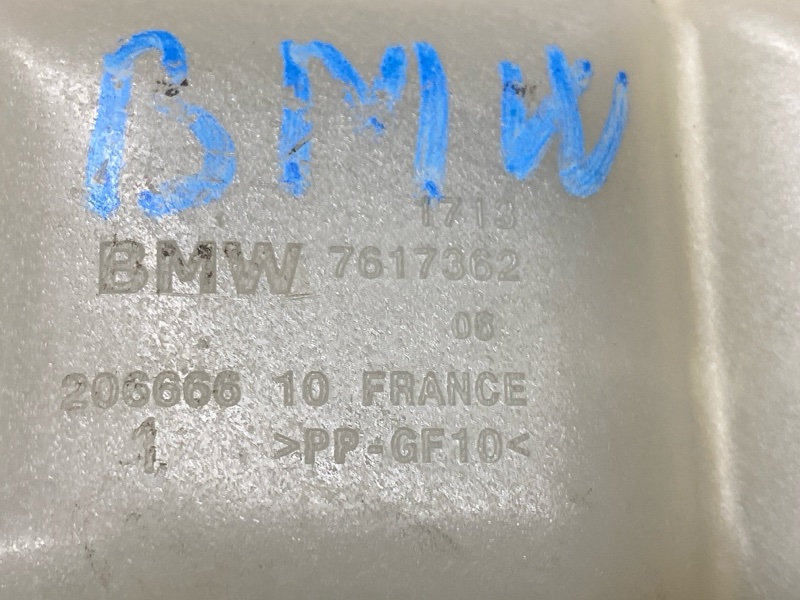 BMW
1713
BMW 7617362
06
206666 10 FRANCE
1 >PP-GF10<